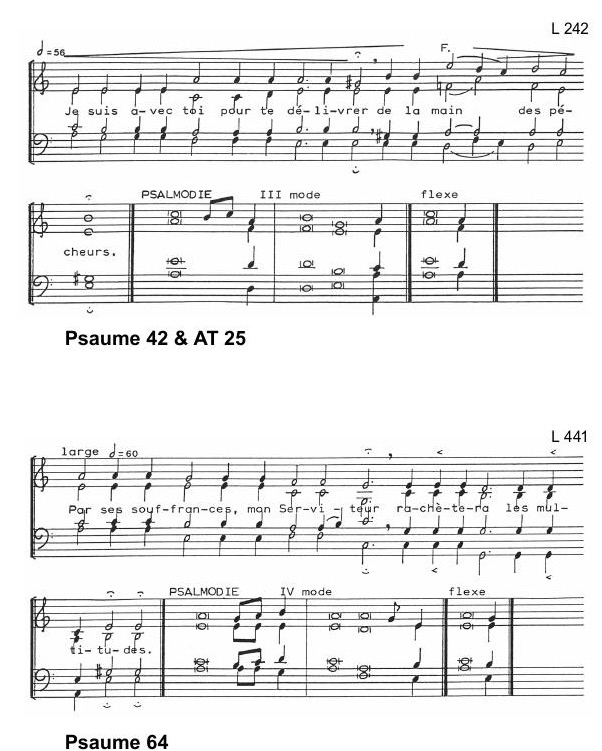 L 242
=56
F.
Je suis a-vec toi pour te dé-li-vrer de la main des pé-
PSALMODIE III mode flexe
cheurs.
Psaume 42 & AT 25
L 441
large =60
Par ses souf-fran-ces, mon Ser-vi-teur ra-chè-te-ra les mul-
PSALMODIE IV mode flexe
ti-tu-des.
Psaume 64